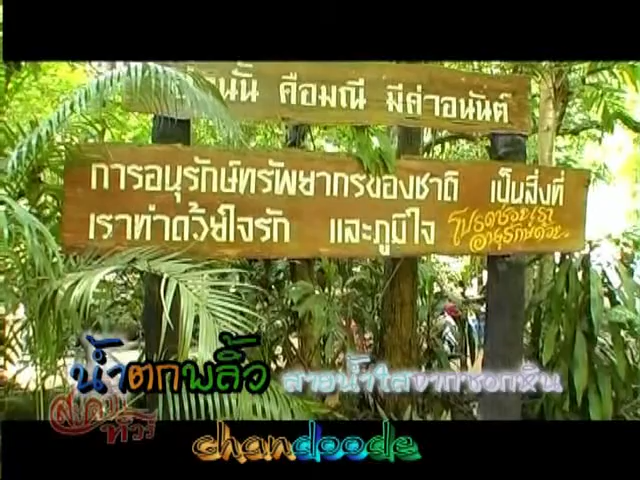 นั้น คือมณี มีค่าอนันต์
การอนุรักษ์ทรัพยากรของชาติ เป็นสิ่งที่
เราทำด้วยใจรัก และภูมิใจ
โปรดช่วยเรา
อนุรักษ์ด้วย
น้ำตกพลิ้ว สายน้ำใสจากซอกหิน
ทัวร์
chandoode